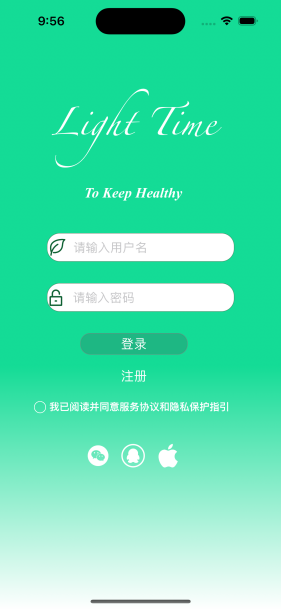 9:56
Light Time
To Keep Healthy
请输入用户名
请输入密码
登录
注册
我已阅读并同意服务协议和隐私保护指引